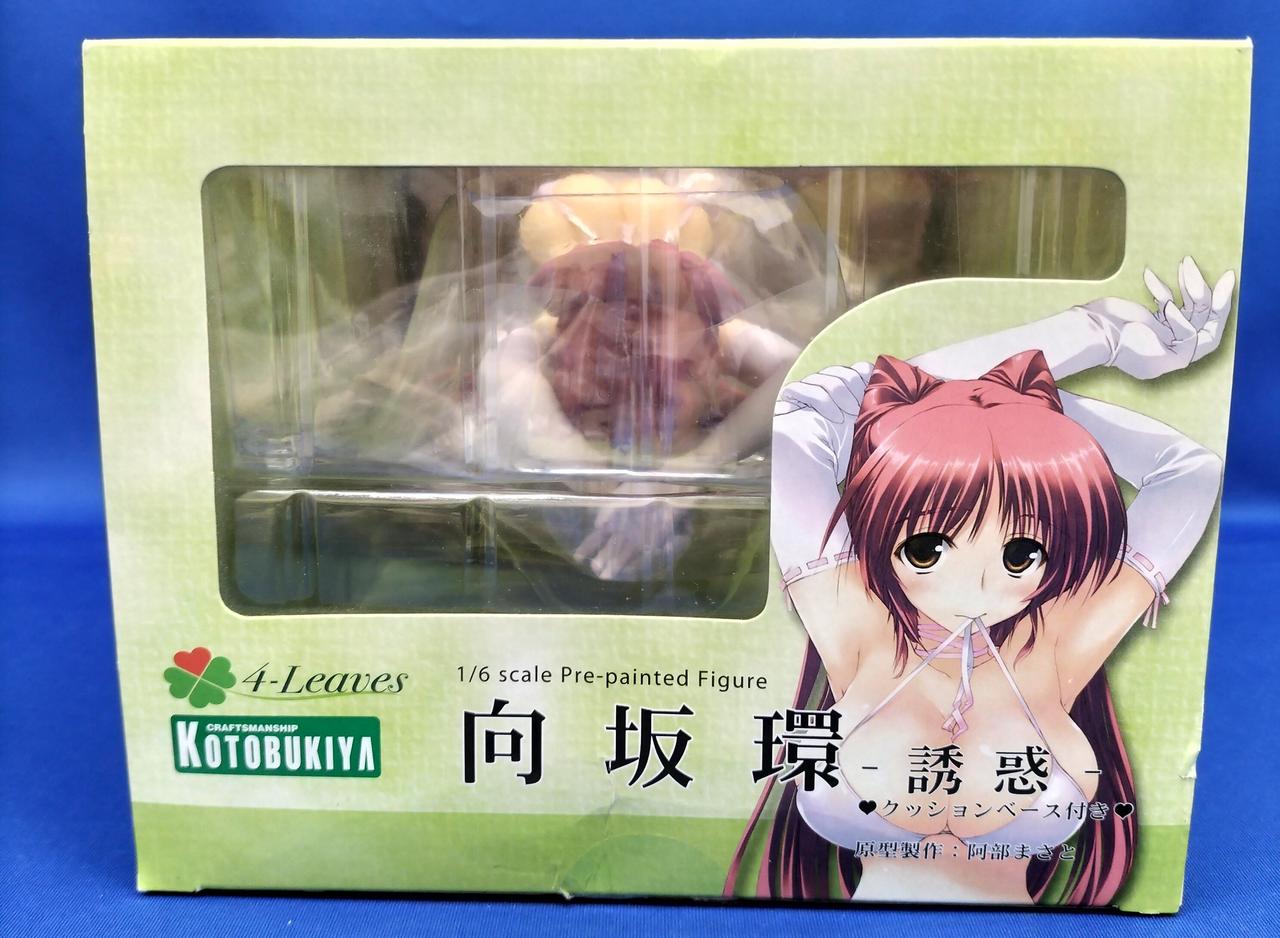 4-Leaves
1/6 scale Pre-painted Figure
CRAFTSMANSHIP
KOTOBUKIYA
向坂環
-誘惑-
♥クッションベース付き♥
原型製作:阿部まさと